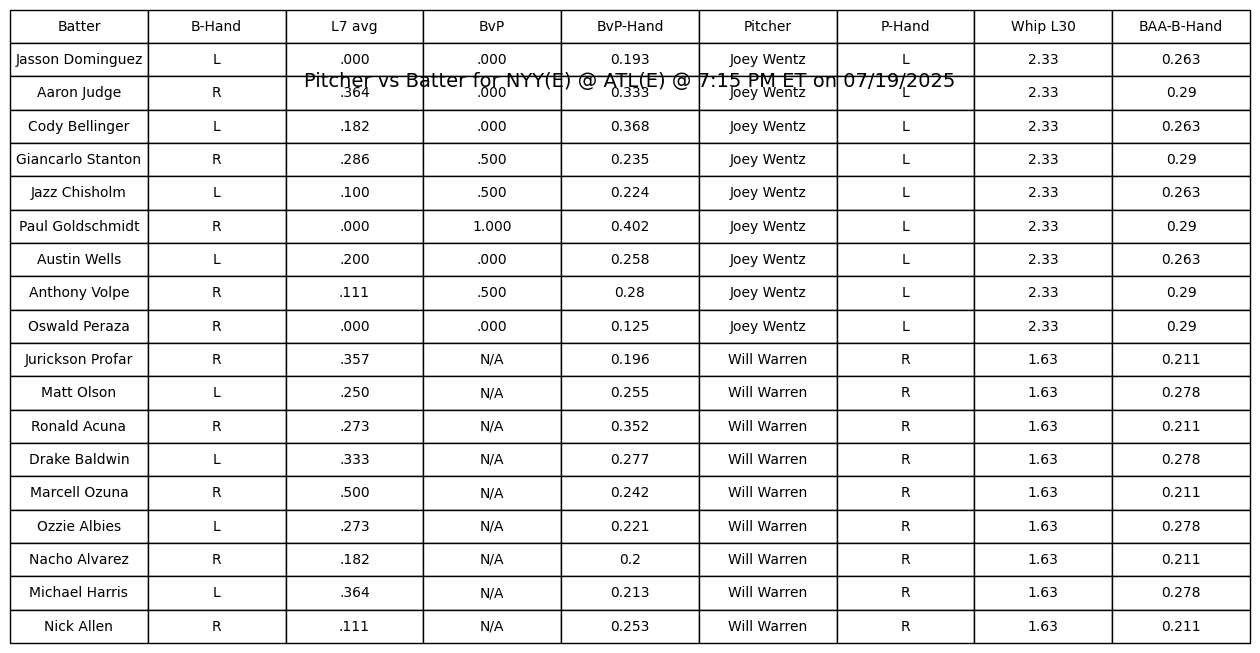 Batter B-Hand L7 avg BvP BvP-Hand Pitcher P-Hand Whip L30 BAA-B-Hand
Jasson Dominguez L .000 .000 0.193 Joey Wentz L 2.33 0.263
Pitcher vs Batter for NYY(E) @ ATL(E) @ 7:15 PM ET on 07/19/2025
Aaron Judge R .364 .000 0.333 Joey Wentz L 2.33 0.29
Cody Bellinger L .182 .000 0.368 Joey Wentz L 2.33 0.263
Giancarlo Stanton R .286 .500 0.235 Joey Wentz L 2.33 0.29
Jazz Chisholm L .100 .500 0.224 Joey Wentz L 2.33 0.263
Paul Goldschmidt R .000 1.000 0.402 Joey Wentz L 2.33 0.29
Austin Wells L .200 .000 0.258 Joey Wentz L 2.33 0.263
Anthony Volpe R .111 .500 0.28 Joey Wentz L 2.33 0.29
Oswald Peraza R .000 .000 0.125 Joey Wentz L 2.33 0.29
Jurickson Profar R .357 N/A 0.196 Will Warren R 1.63 0.211
Matt Olson L .250 N/A 0.255 Will Warren R 1.63 0.278
Ronald Acuna R .273 N/A 0.352 Will Warren R 1.63 0.211
Drake Baldwin L .333 N/A 0.277 Will Warren R 1.63 0.278
Marcell Ozuna R .500 N/A 0.242 Will Warren R 1.63 0.211
Ozzie Albies L .273 N/A 0.221 Will Warren R 1.63 0.278
Nacho Alvarez R .182 N/A 0.2 Will Warren R 1.63 0.211
Michael Harris L .364 N/A 0.213 Will Warren R 1.63 0.278
Nick Allen R .111 N/A 0.253 Will Warren R 1.63 0.211